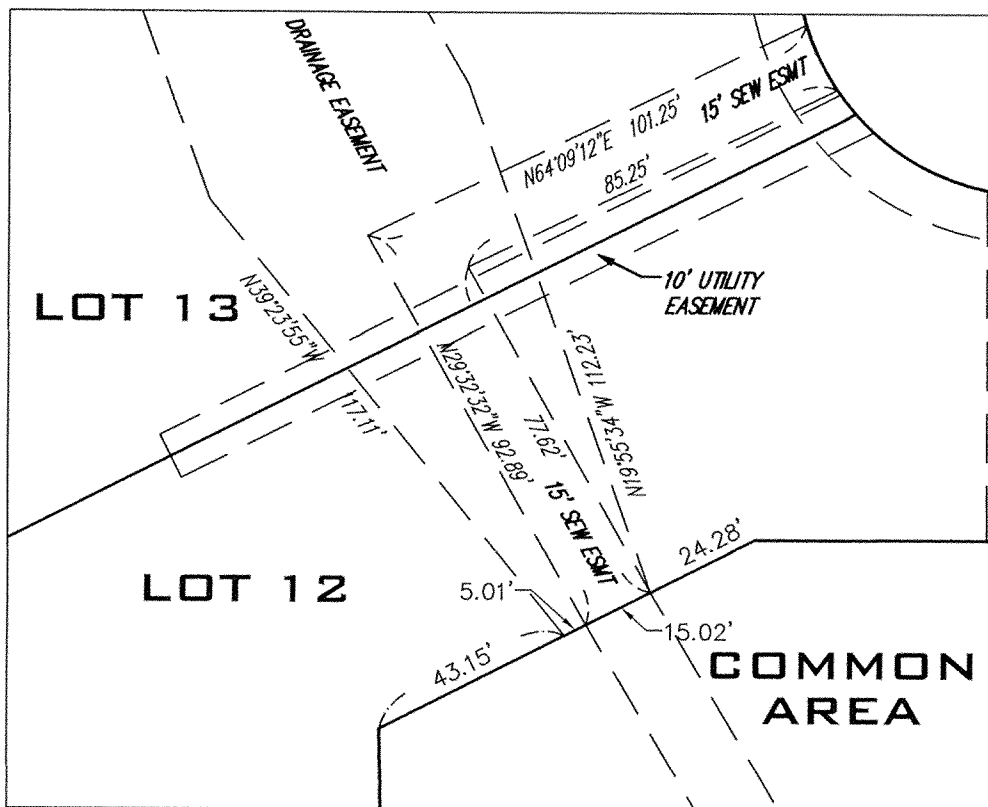 DRAINAGE EASEMENT
15' SEW ESMT
N64°09'12"E 101.25'
85.25'
10' UTILITY
EASEMENT
LOT 13
N39°23'55"W
117.11'
N29°32'32"W 92.89'
77.62'
N19°55'34"W 112.23'
15' SEW ESMT
LOT 12
24.28'
5.01'
15.02'
43.15'
COMMON
AREA